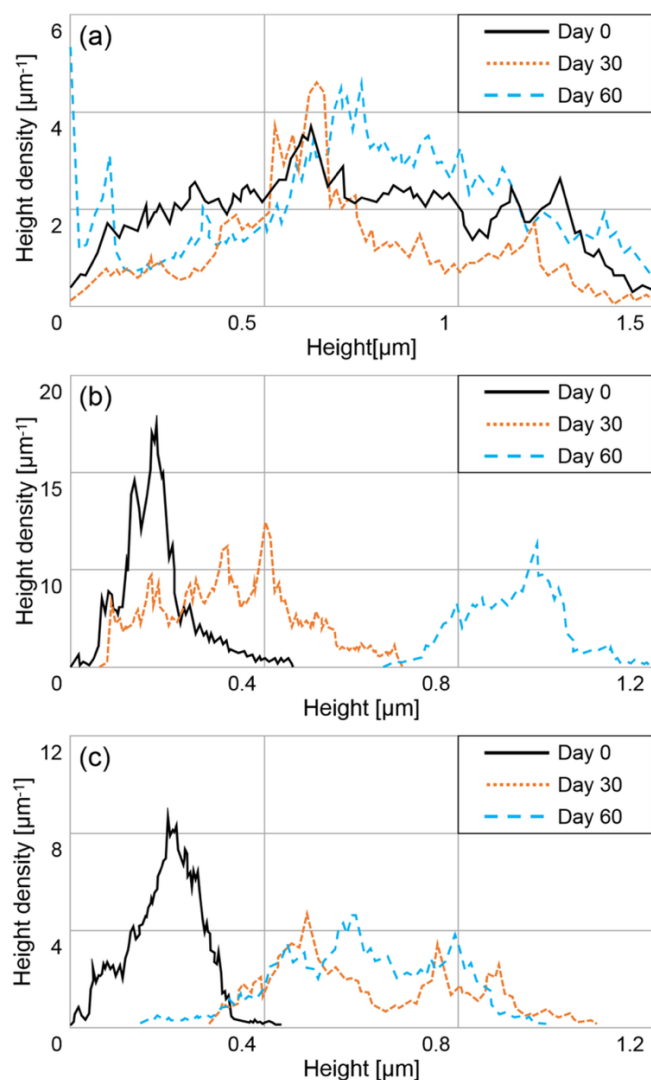 (a)
Day 0
Day 30
Day 60
Height density [µm⁻¹]
6
4
2
0
0.5
1
1.5
Height[µm]
(b)
Day 0
Day 30
Day 60
Height density [µm⁻¹]
20
15
10
0
0.4
0.8
1.2
Height [µm]
(c)
Day 0
Day 30
Day 60
Height density [µm⁻¹]
12
8
4
0
0.4
0.8
1.2
Height [µm]